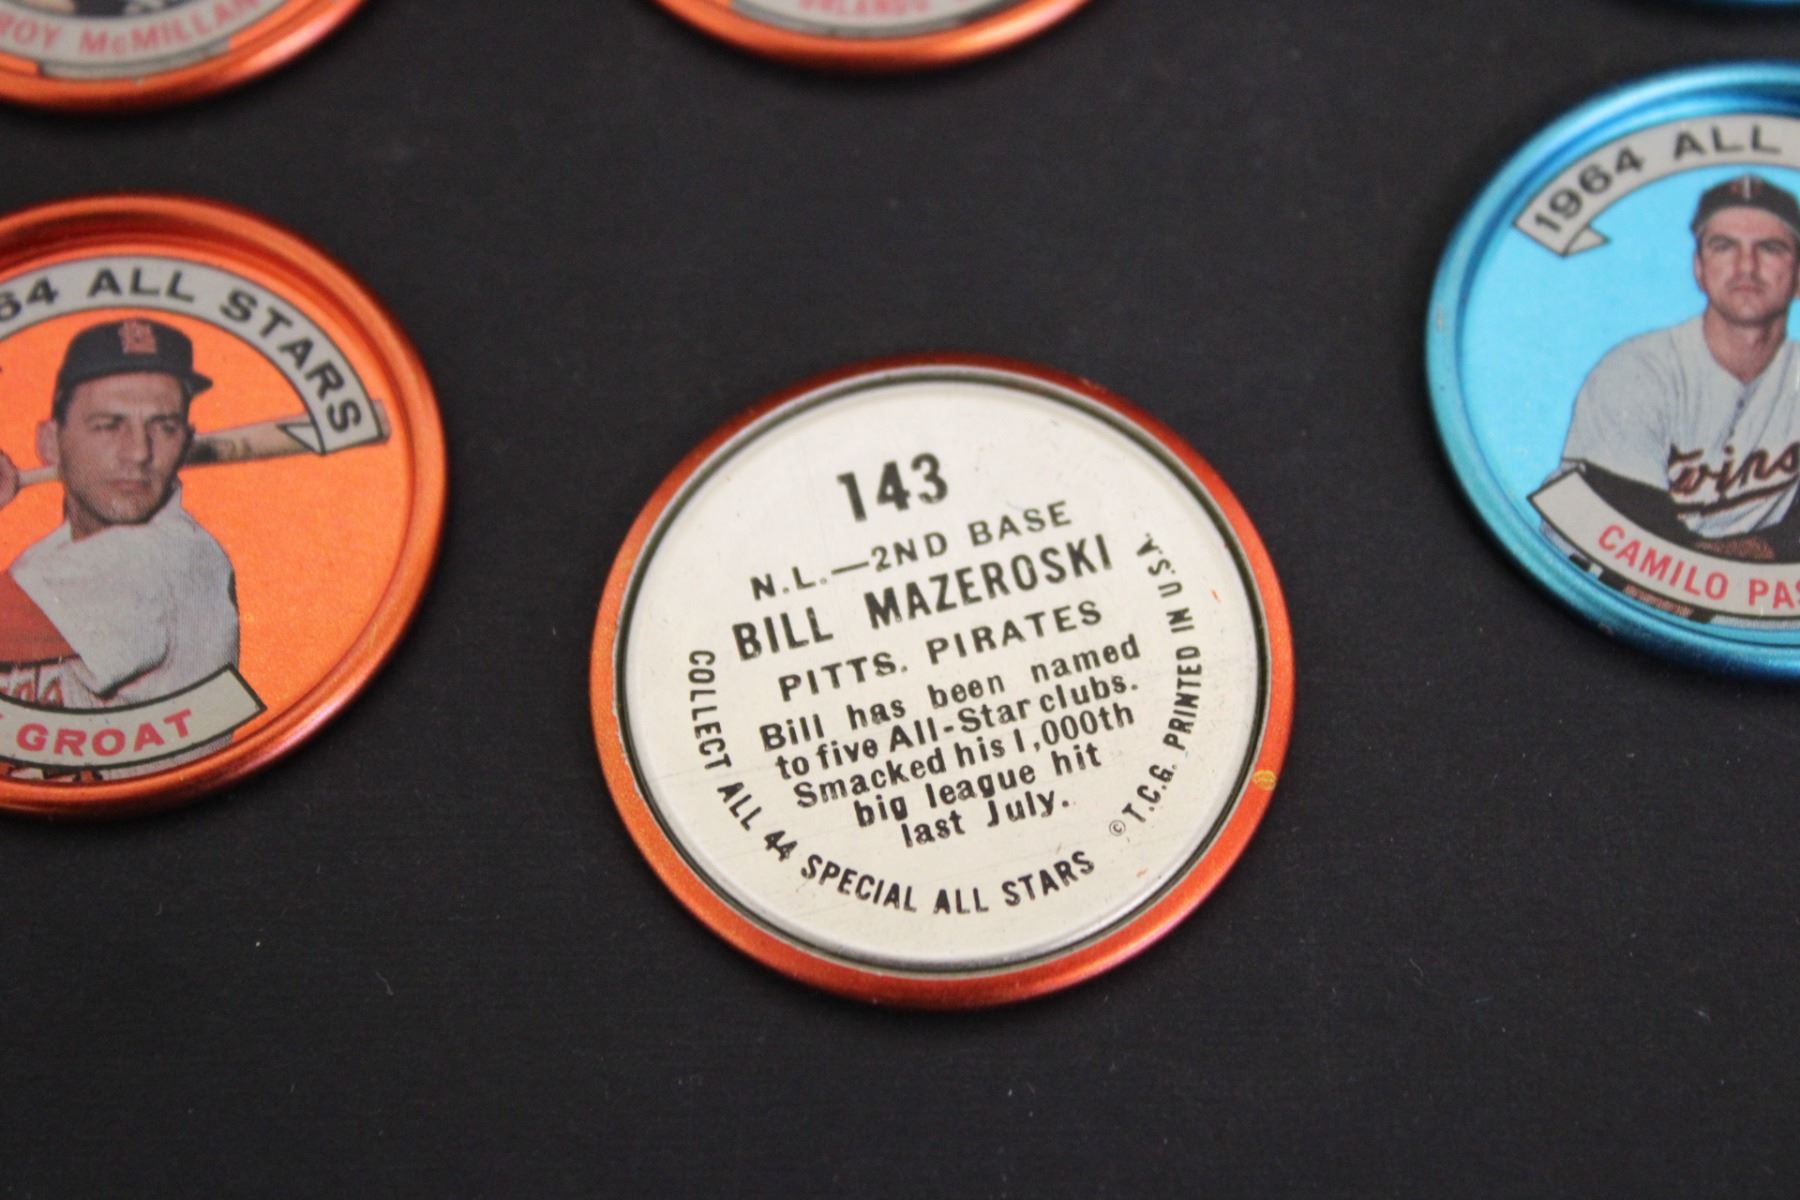 ROY McMILLAN
ORLANDO
64 ALL STARS
GROAT
1964 ALL
Twins
CAMILO PAS
143
N.L.—2ND BASE
BILL MAZEROSKI
PITTS. PIRATES
Bill has been named
to five All-Star clubs.
Smacked his 1,000th
big league hit
last July.
COLLECT ALL 44 SPECIAL ALL STARS
© T.C.G. PRINTED IN U.S.A.